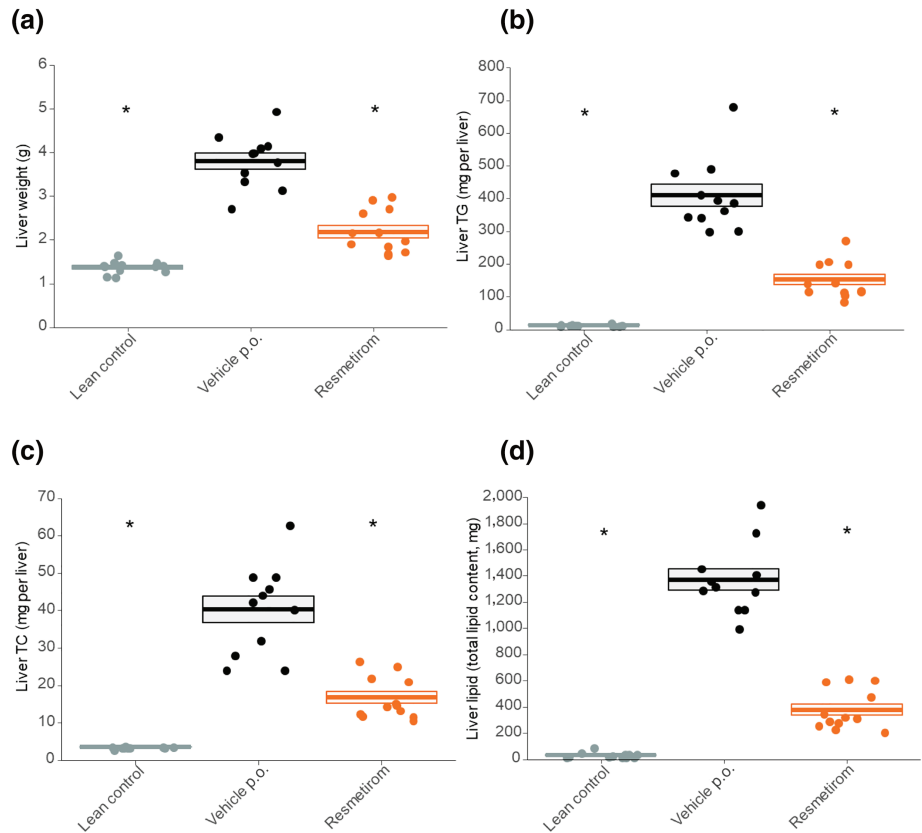 (a)
Liver weight (g)
6
5
4
3
2
1
0
*
*
Lean control
Vehicle p.o.
Resmetirom
(b)
Liver TG (mg per liver)
800
700
600
500
400
300
200
100
0
*
*
Lean control
Vehicle p.o.
Resmetirom
(c)
Liver TC (mg per liver)
70
60
50
40
30
20
10
0
*
*
Lean control
Vehicle p.o.
Resmetirom
(d)
Liver lipid (total lipid content, mg)
2,000
1,800
1,600
1,400
1,200
1,000
800
600
400
200
0
*
*
Lean control
Vehicle p.o.
Resmetirom